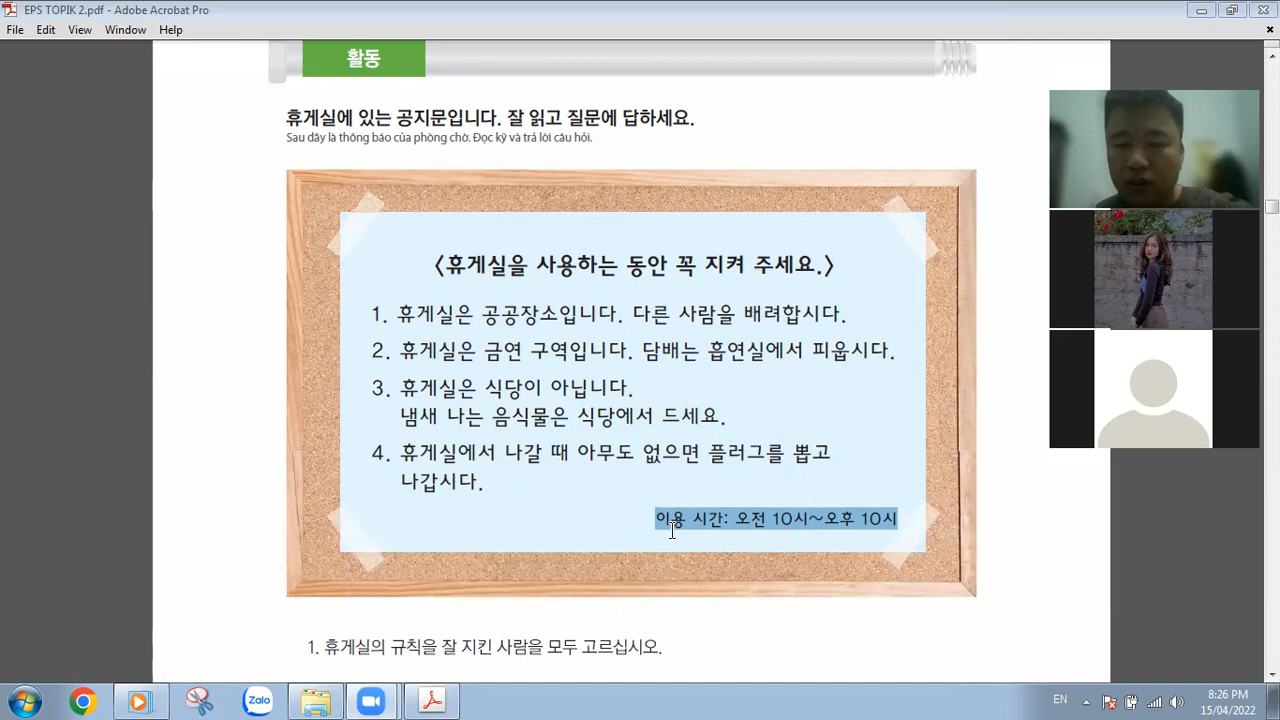 EPS TOPIK 2.pdf - Adobe Acrobat Pro
File Edit View Window Help
활동
휴게실에 있는 공지문입니다. 잘 읽고 질문에 답하세요.
Sau đây là thông báo của phòng chờ. Đọc kỹ và trả lời câu hỏi.
〈휴게실을 사용하는 동안 꼭 지켜 주세요.〉
1. 휴게실은 공공장소입니다. 다른 사람을 배려합시다.
2. 휴게실은 금연 구역입니다. 담배는 흡연실에서 피웁시다.
3. 휴게실은 식당이 아닙니다.
냄새 나는 음식물은 식당에서 드세요.
4. 휴게실에서 나갈 때 아무도 없으면 플러그를 뽑고
나갑시다.
이용 시간: 오전 10시~오후 10시
1. 휴게실의 규칙을 잘 지킨 사람을 모두 고르십시오.
Zalo
EN
8:26 PM
15/04/2022